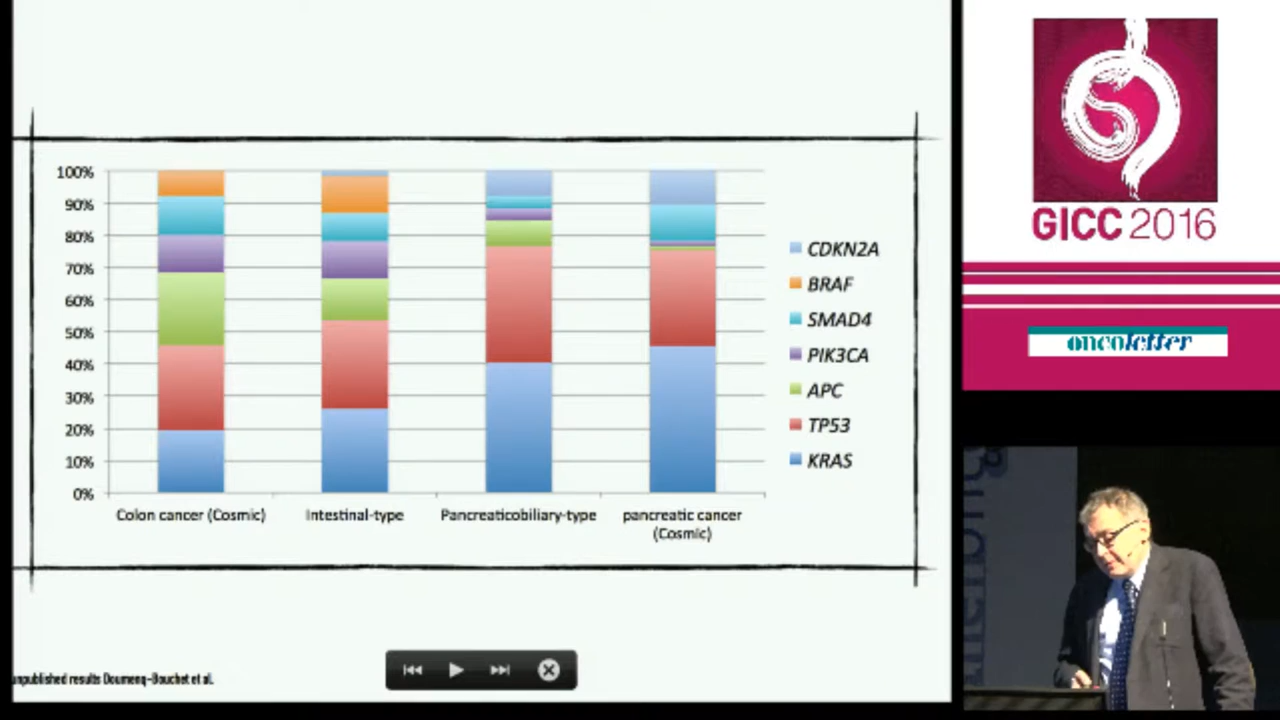 100%
90%
80%
70%
60%
50%
40%
30%
20%
10%
0%
Colon cancer (Cosmic)
Intestinal-type
Pancreaticobiliary-type
pancreatic cancer
(Cosmic)
CDKN2A
BRAF
SMAD4
PIK3CA
APC
TP53
KRAS
unpublished results Doumenq-Bouchet et al.
GICC 2016
oncoletter